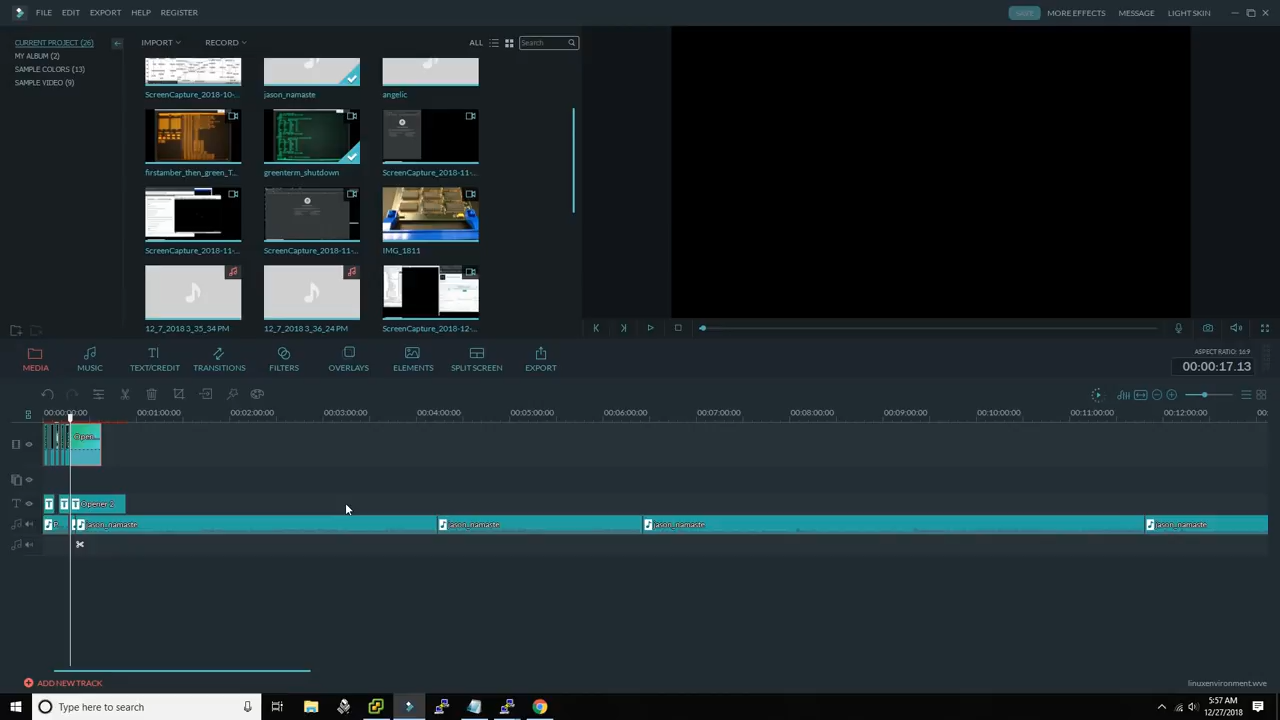 FILE EDIT EXPORT HELP REGISTER
SAVE MORE EFFECTS MESSAGE LIGHT SKIN
CURRENT PROJECT (26)
MY ALBUM (2)
SAMPLE COLORS (13)
SAMPLE VIDEO (9)
IMPORT RECORD ALL Search
ScreenCapture_2018-10-... jason_namaste angelic
firstamber_then_green_T... greenterm_shutdown ScreenCapture_2018-11-...
ScreenCapture_2018-11-... ScreenCapture_2018-11-... IMG_1811
12_7_2018 3_35_34 PM 12_7_2018 3_36_24 PM ScreenCapture_2018-12-...
MEDIA MUSIC TEXT/CREDIT TRANSITIONS FILTERS OVERLAYS ELEMENTS SPLIT SCREEN EXPORT
ASPECT RATIO: 16:9
00:00:17.13
00:00:00:00 00:01:00:00 00:02:00:00 00:03:00:00 00:04:00:00 00:05:00:00 00:06:00:00 00:07:00:00 00:08:00:00 00:09:00:00 00:10:00:00 00:11:00:00 00:12:00:00 00:
Open...
T T T Opener 2
jason_namaste jason_namaste jason_namaste jason_namaste
ADD NEW TRACK
linuxenvironment.wve
Type here to search
5:57 AM
12/27/2018